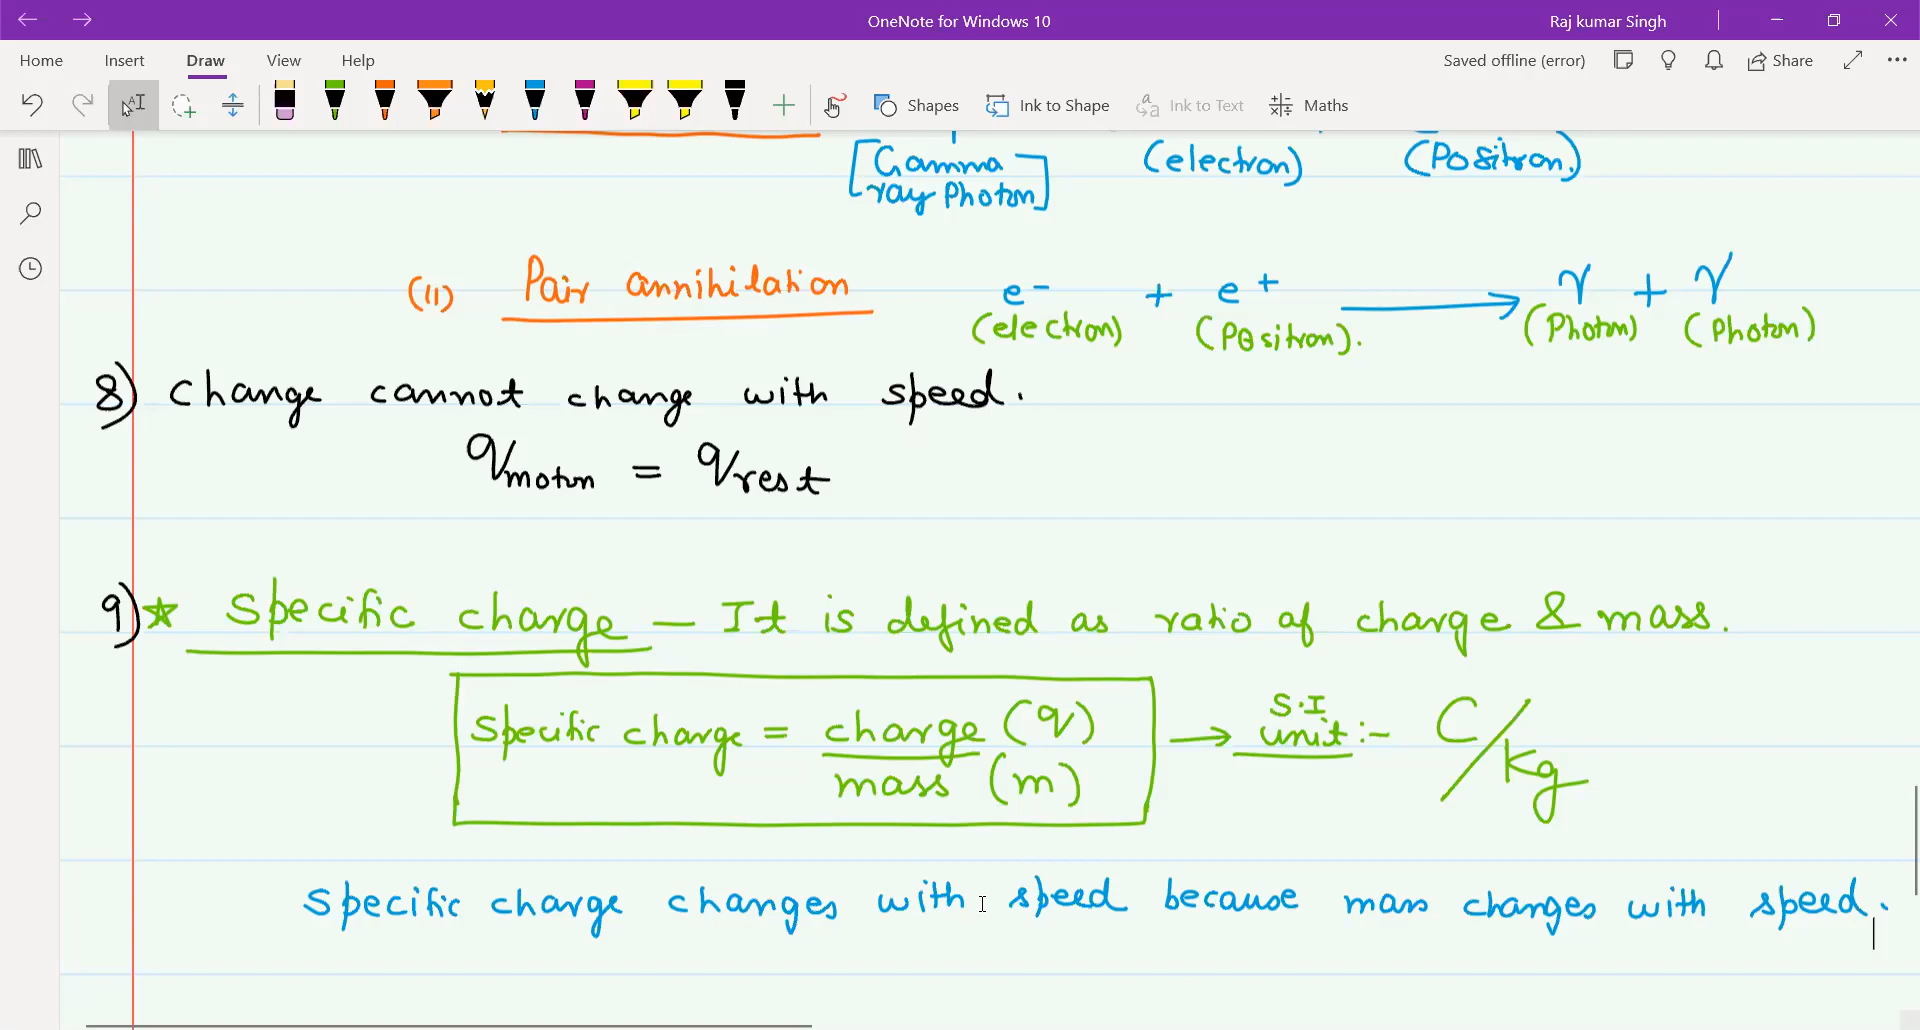 OneNote for Windows 10
Raj kumar Singh
Home Insert Draw View Help
Saved offline (error) Share
Shapes Ink to Shape Ink to Text Maths
[Gamma (electron) (Positron.)
ray Photon]
(II) Pair annihilation e- + e+ → γ + γ
(electron) (Positron). (Photon) (Photon)
8) Change cannot change with speed.
q motion = q rest
9) ☆ Specific charge — It is defined as ratio of charge & mass.
Specific charge = charge (q) / mass (m) → S.I unit :- C/kg
Specific charge changes with speed because mass changes with speed.